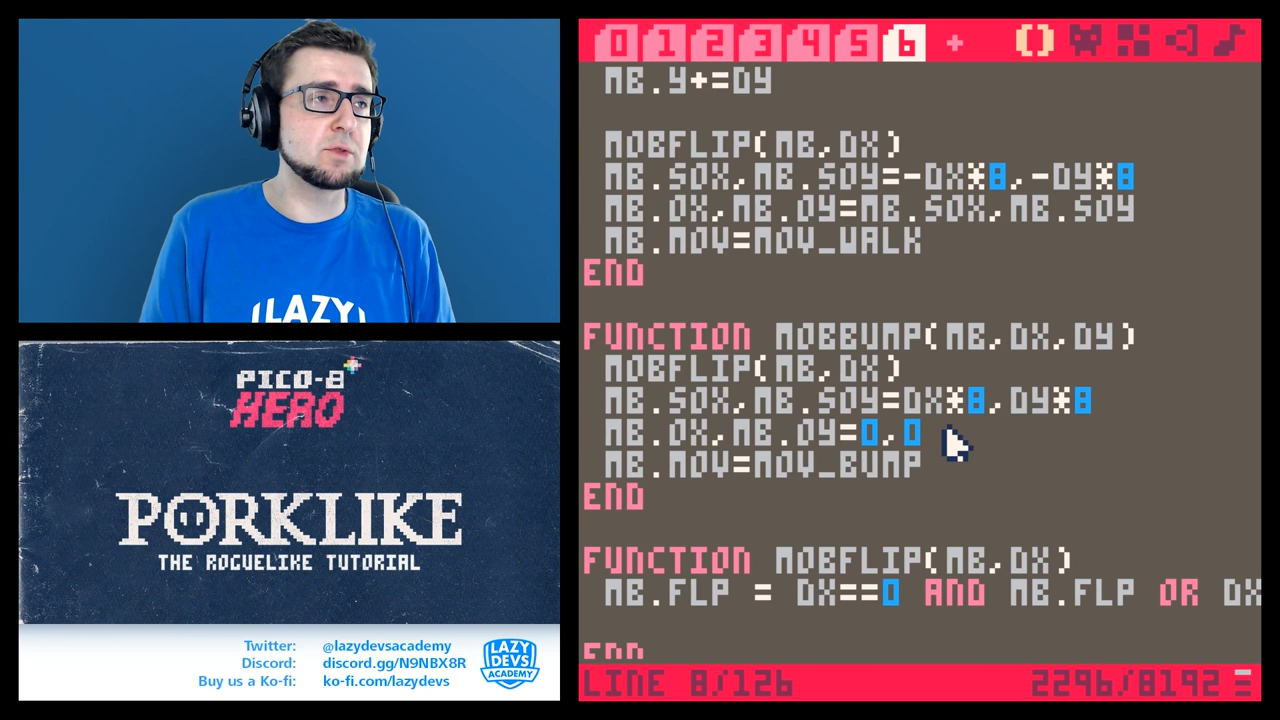 (LAZY)
PICO-8
HERO
PORKLIKE
THE ROGUELIKE TUTORIAL
Twitter: @lazydevsacademy
Discord: discord.gg/N9NBX8R
Buy us a Ko-fi: ko-fi.com/lazydevs
LAZY
DEVS
ACADEMY
0 1 2 3 4 5 6 +
MB.Y+=DY
MOBFLIP(MB,DX)
MB.SOX,MB.SOY=-DX*8,-DY*8
MB.OX,MB.OY=MB.SOX,MB.SOY
MB.MOV=MOV_WALK
END
FUNCTION MOBBUMP(MB,DX,DY)
MOBFLIP(MB,DX)
MB.SOX,MB.SOY=DX*8,DY*8
MB.OX,MB.OY=0,0
MB.MOV=MOV_BUMP
END
FUNCTION MOBFLIP(MB,DX)
MB.FLP = DX==0 AND MB.FLP OR DX
END
LINE 8/126 2296/8192